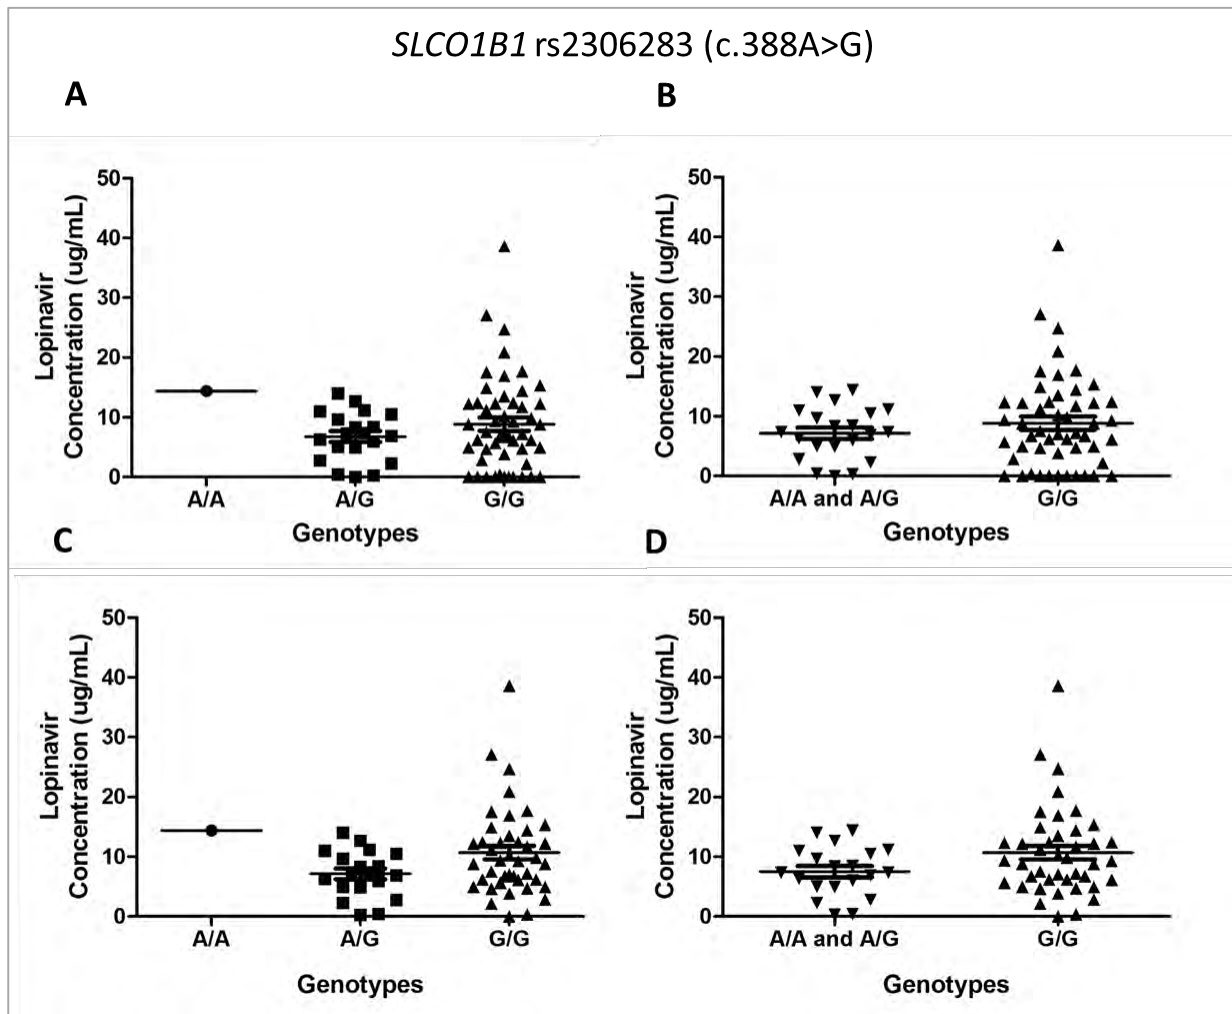 SLCO1B1 rs2306283 (c.388A>G)
A
B
Lopinavir
Concentration (ug/mL)
50
40
30
20
10
0
A/A
A/G
G/G
Genotypes
Lopinavir
Concentration (ug/mL)
50
40
30
20
10
0
A/A and A/G
G/G
Genotypes
C
D
Lopinavir
Concentration (ug/mL)
50
40
30
20
10
0
A/A
A/G
G/G
Genotypes
Lopinavir
Concentration (ug/mL)
50
40
30
20
10
0
A/A and A/G
G/G
Genotypes